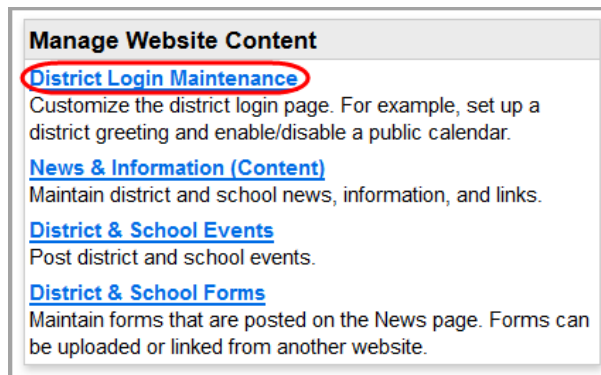 Manage Website Content
District Login Maintenance
Customize the district login page. For example, set up a
district greeting and enable/disable a public calendar.
News & Information (Content)
Maintain district and school news, information, and links.
District & School Events
Post district and school events.
District & School Forms
Maintain forms that are posted on the News page. Forms can
be uploaded or linked from another website.